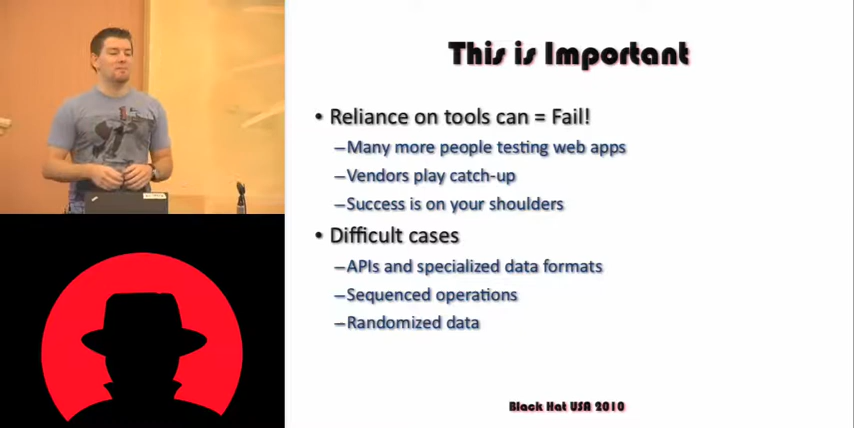 This is Important
• Reliance on tools can = Fail!
–Many more people testing web apps
–Vendors play catch-up
–Success is on your shoulders
• Difficult cases
–APIs and specialized data formats
–Sequenced operations
–Randomized data
Black Hat USA 2010